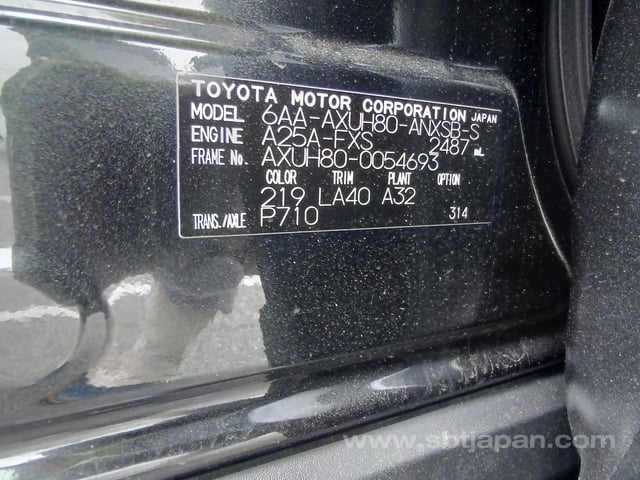 TOYOTA MOTOR CORPORATION JAPAN
MODEL 6AA-AXUH80-ANXSB-S
ENGINE A25A-FXS 2487 mL
FRAME No. AXUH80-0054693
COLOR TRIM PLANT OPTION
219 LA40 A32
TRANS./AXLE P710 314
www.sbtjapan.com